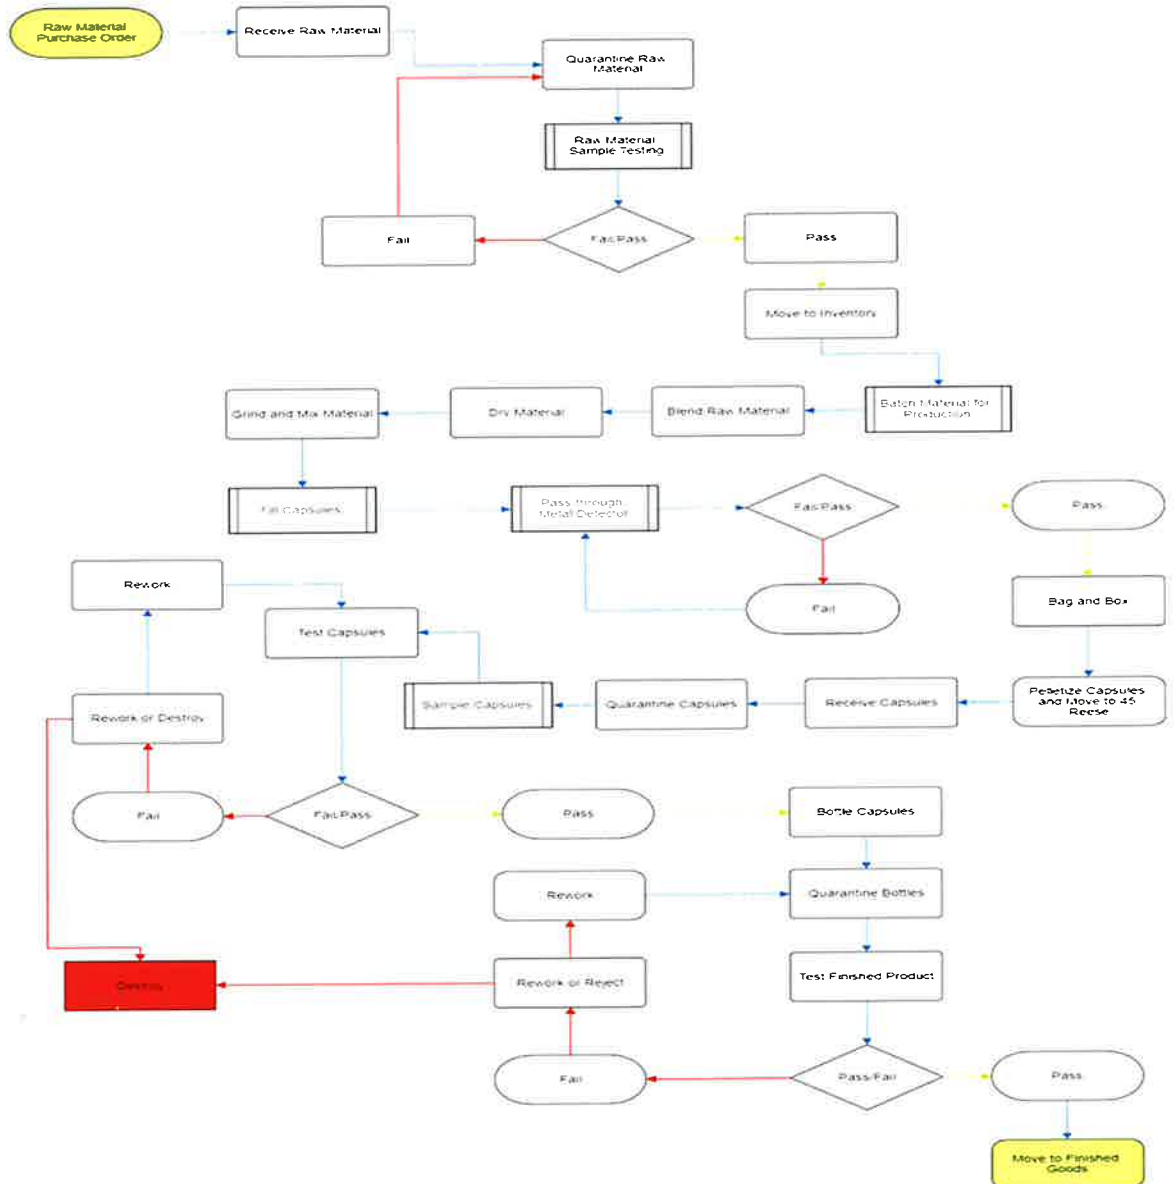 Raw Material
Purchase Order
Receive Raw Material
Quarantine Raw
Material
Raw Material
Sample Testing
Fail
Fail/Pass
Pass
Move to Inventory
Grind and Mix Material
Dry Material
Blend Raw Material
Batch Material for
Production
Fill Capsules
Pass through
Metal Detector
Fail/Pass
Pass
Rework
Fail
Bag and Box
Test Capsules
Rework or Destroy
Sample Capsules
Quarantine Capsules
Receive Capsules
Pelletize Capsules
and Move to 45
Reese
Fail
Fail/Pass
Pass
Bottle Capsules
Rework
Quarantine Bottles
Destroy
Rework or Reject
Test Finished Product
Fail
Pass/Fail
Pass
Move to Finished
Goods